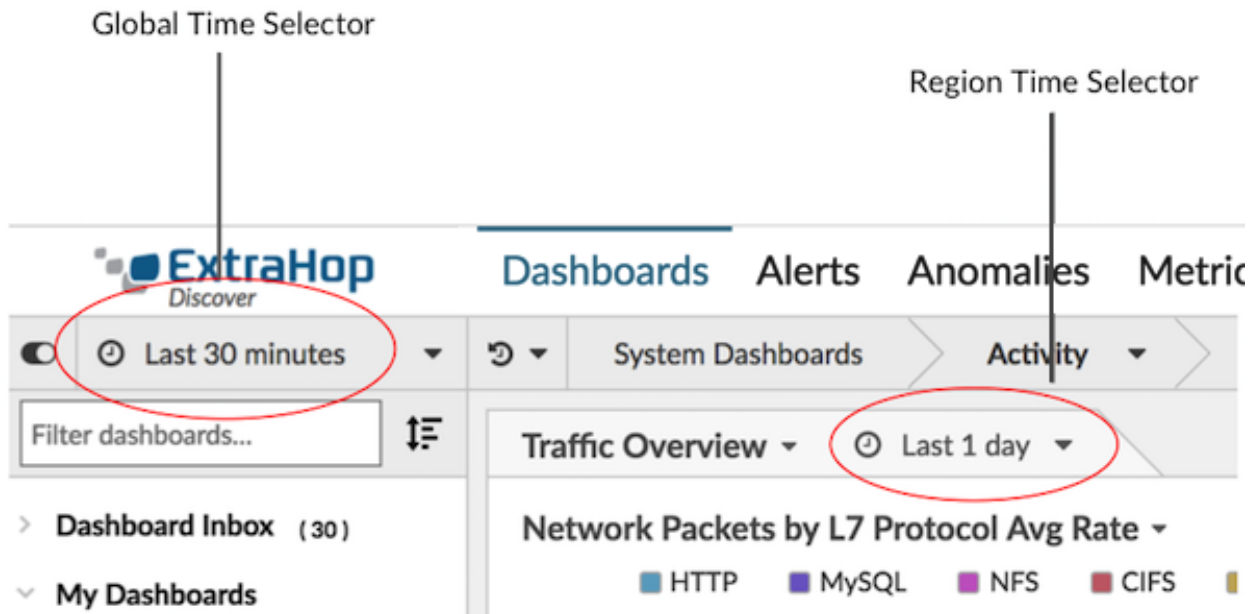 Global Time Selector
Region Time Selector
ExtraHop
Discover
Dashboards Alerts Anomalies
Last 30 minutes
System Dashboards Activity
Filter dashboards...
Traffic Overview Last 1 day
Dashboard Inbox (30)
Network Packets by L7 Protocol Avg Rate
HTTP MySQL NFS CIFS
My Dashboards